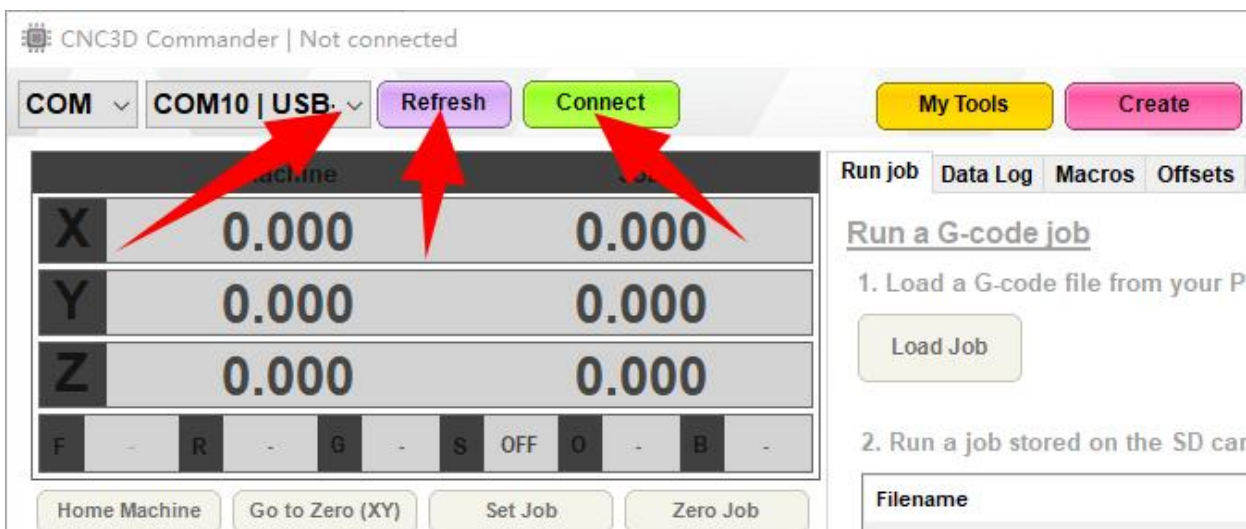 CNC3D Commander | Not connected
COM COM10 | USB- Refresh Connect My Tools Create
Run job Data Log Macros Offsets
X 0.000 0.000
Y 0.000 0.000
Z 0.000 0.000
F - R - G - S OFF O - B -
Home Machine Go to Zero (XY) Set Job Zero Job
Run a G-code job
1. Load a G-code file from your P
Load Job
2. Run a job stored on the SD car
Filename